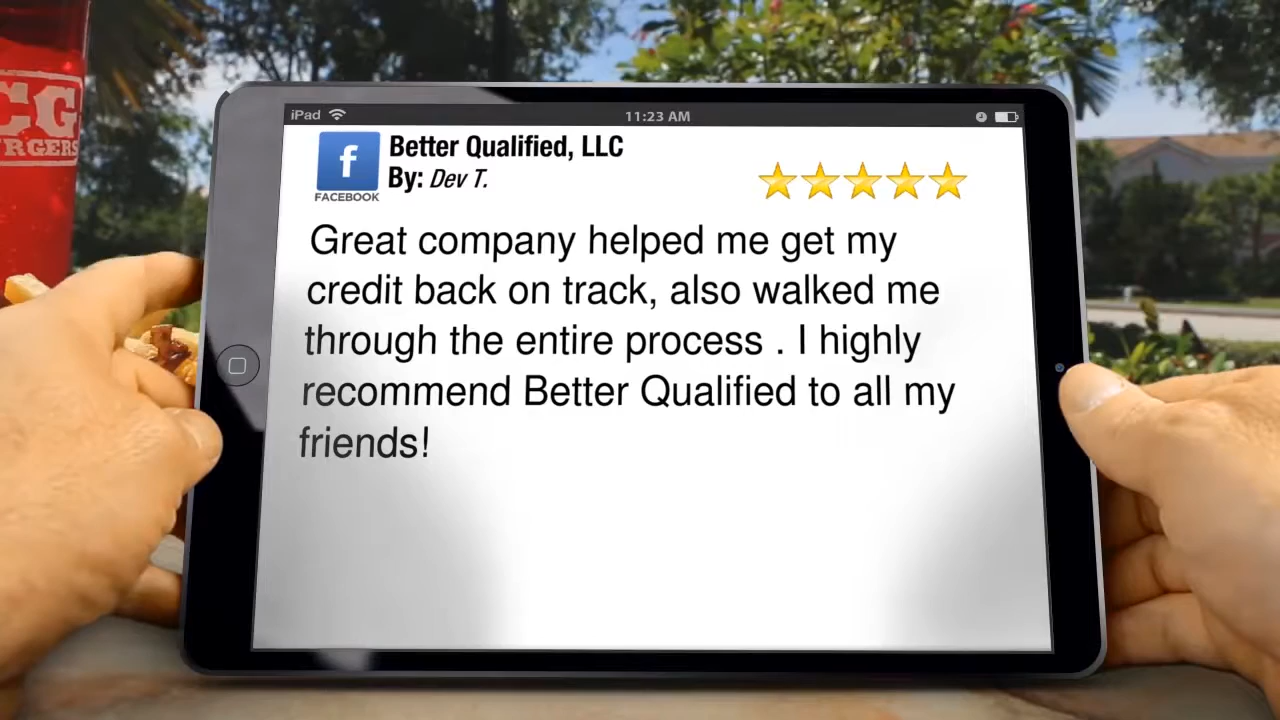 CG
RGERS
iPad
11:23 AM
f
FACEBOOK
Better Qualified, LLC
By: Dev T.
Great company helped me get my
credit back on track, also walked me
through the entire process . I highly
recommend Better Qualified to all my
friends!